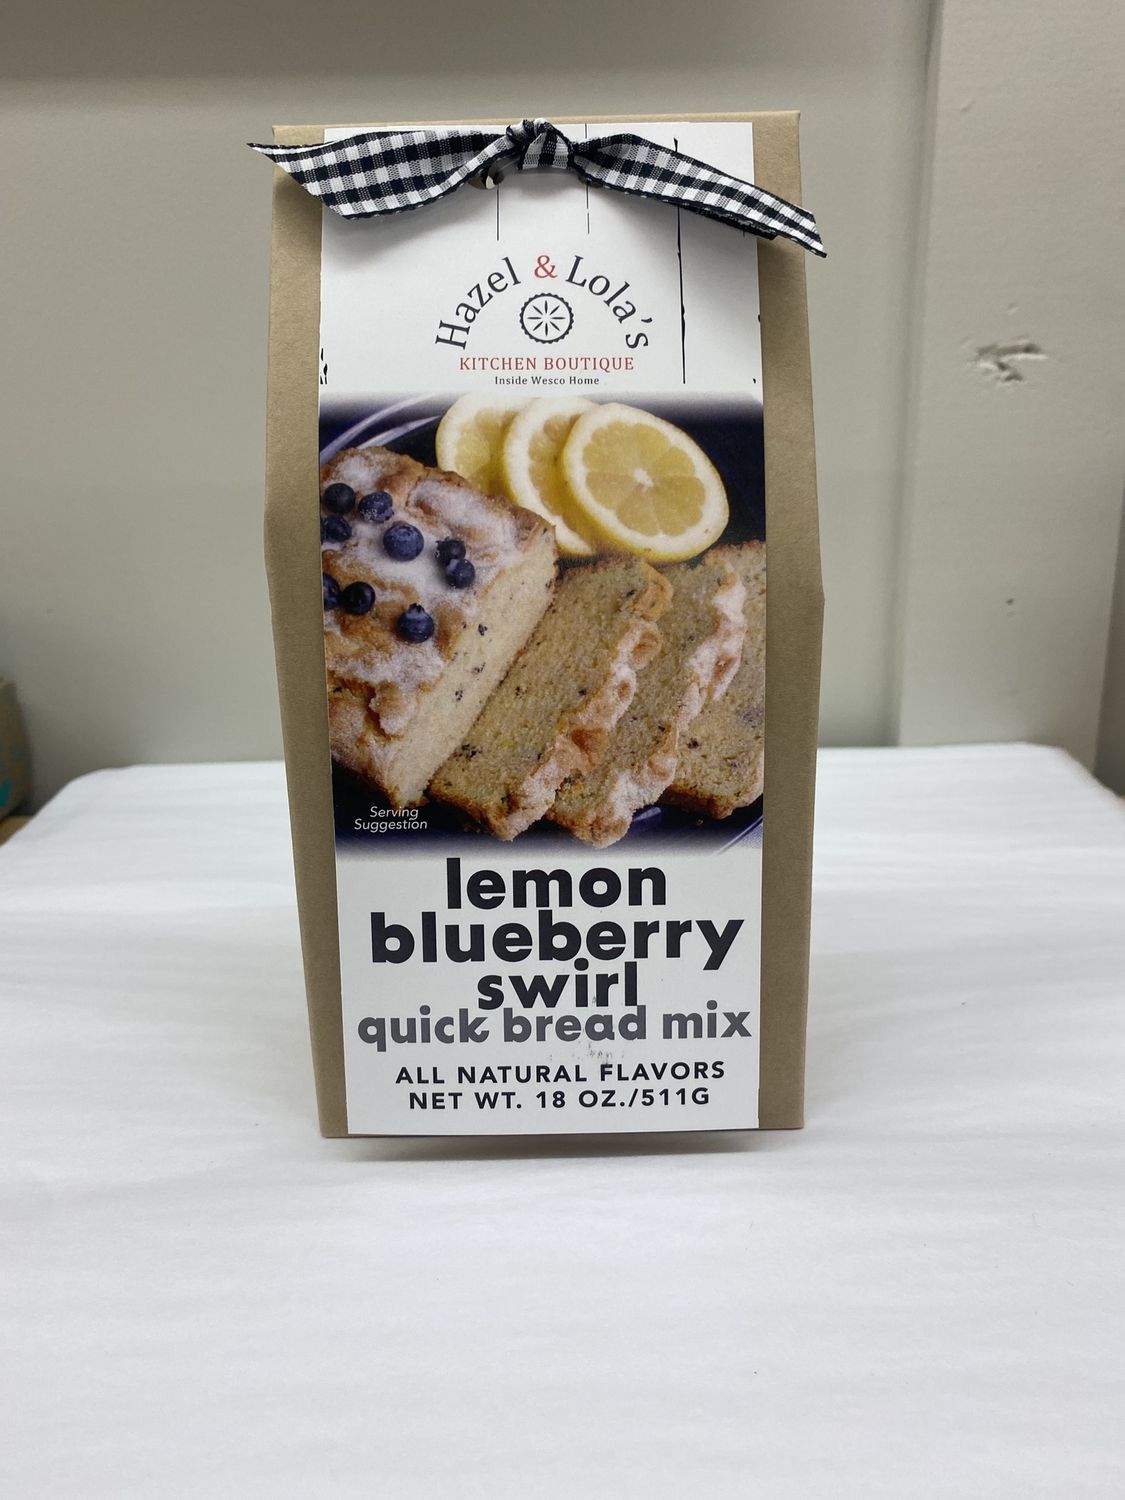 Hazel & Lola's
KITCHEN BOUTIQUE
Inside Wesco Home
Serving
Suggestion
lemon
blueberry
swirl
quick bread mix
ALL NATURAL FLAVORS
NET WT. 18 OZ./511G